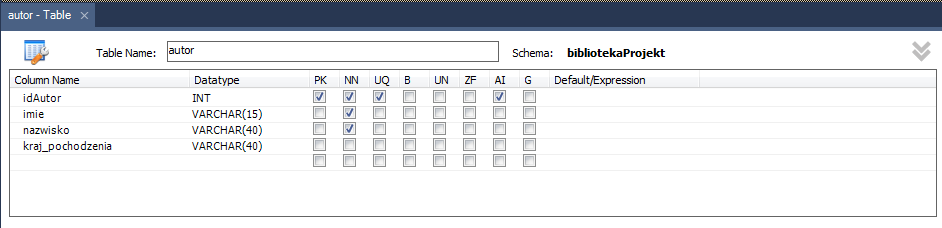 autor - Table ×
Table Name: autor Schema: bibliotekaProjekt
Column Name Datatype PK NN UQ B UN ZF AI G Default/Expression
idAutor INT
imie VARCHAR(15)
nazwisko VARCHAR(40)
kraj_pochodzenia VARCHAR(40)